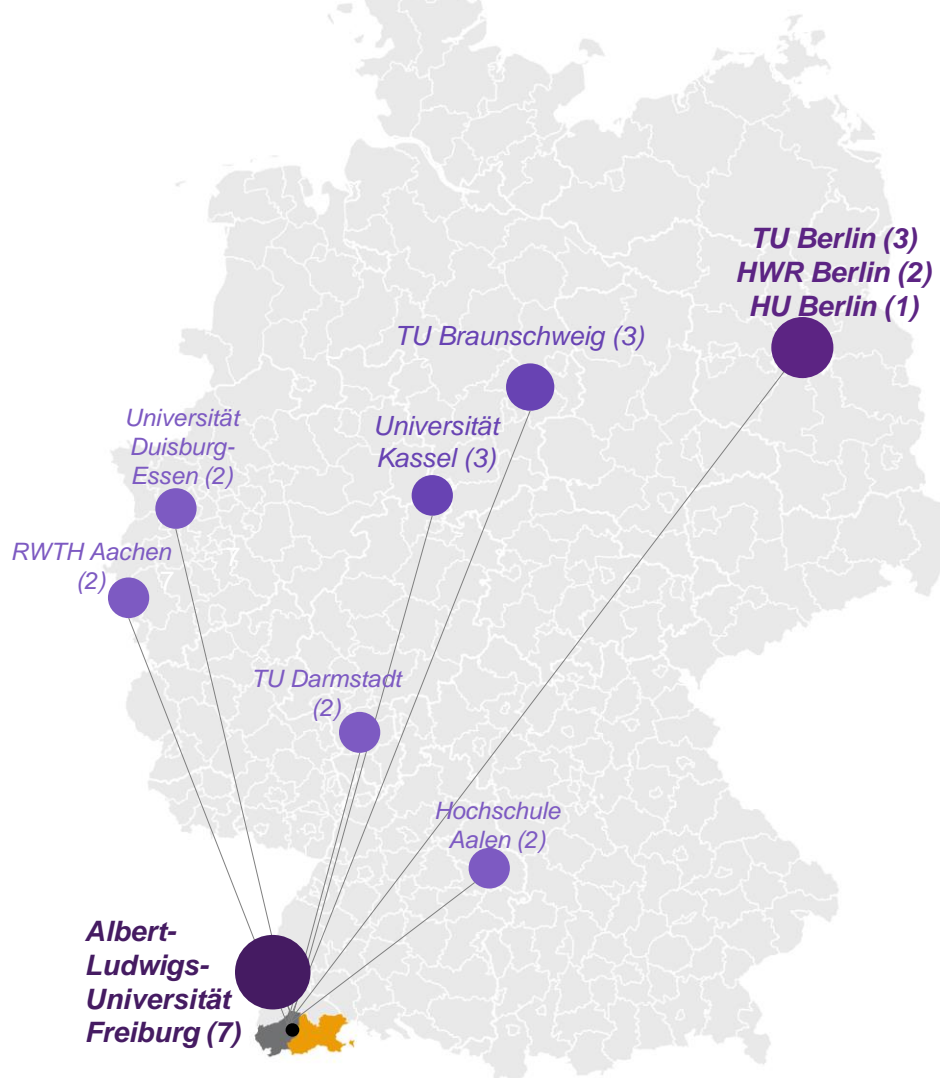 TU Berlin (3)
HWR Berlin (2)
HU Berlin (1)
TU Braunschweig (3)
Universität
Duisburg-
Essen (2)
Universität
Kassel (3)
RWTH Aachen
(2)
TU Darmstadt
(2)
Hochschule
Aalen (2)
Albert-
Ludwigs-
Universität
Freiburg (7)